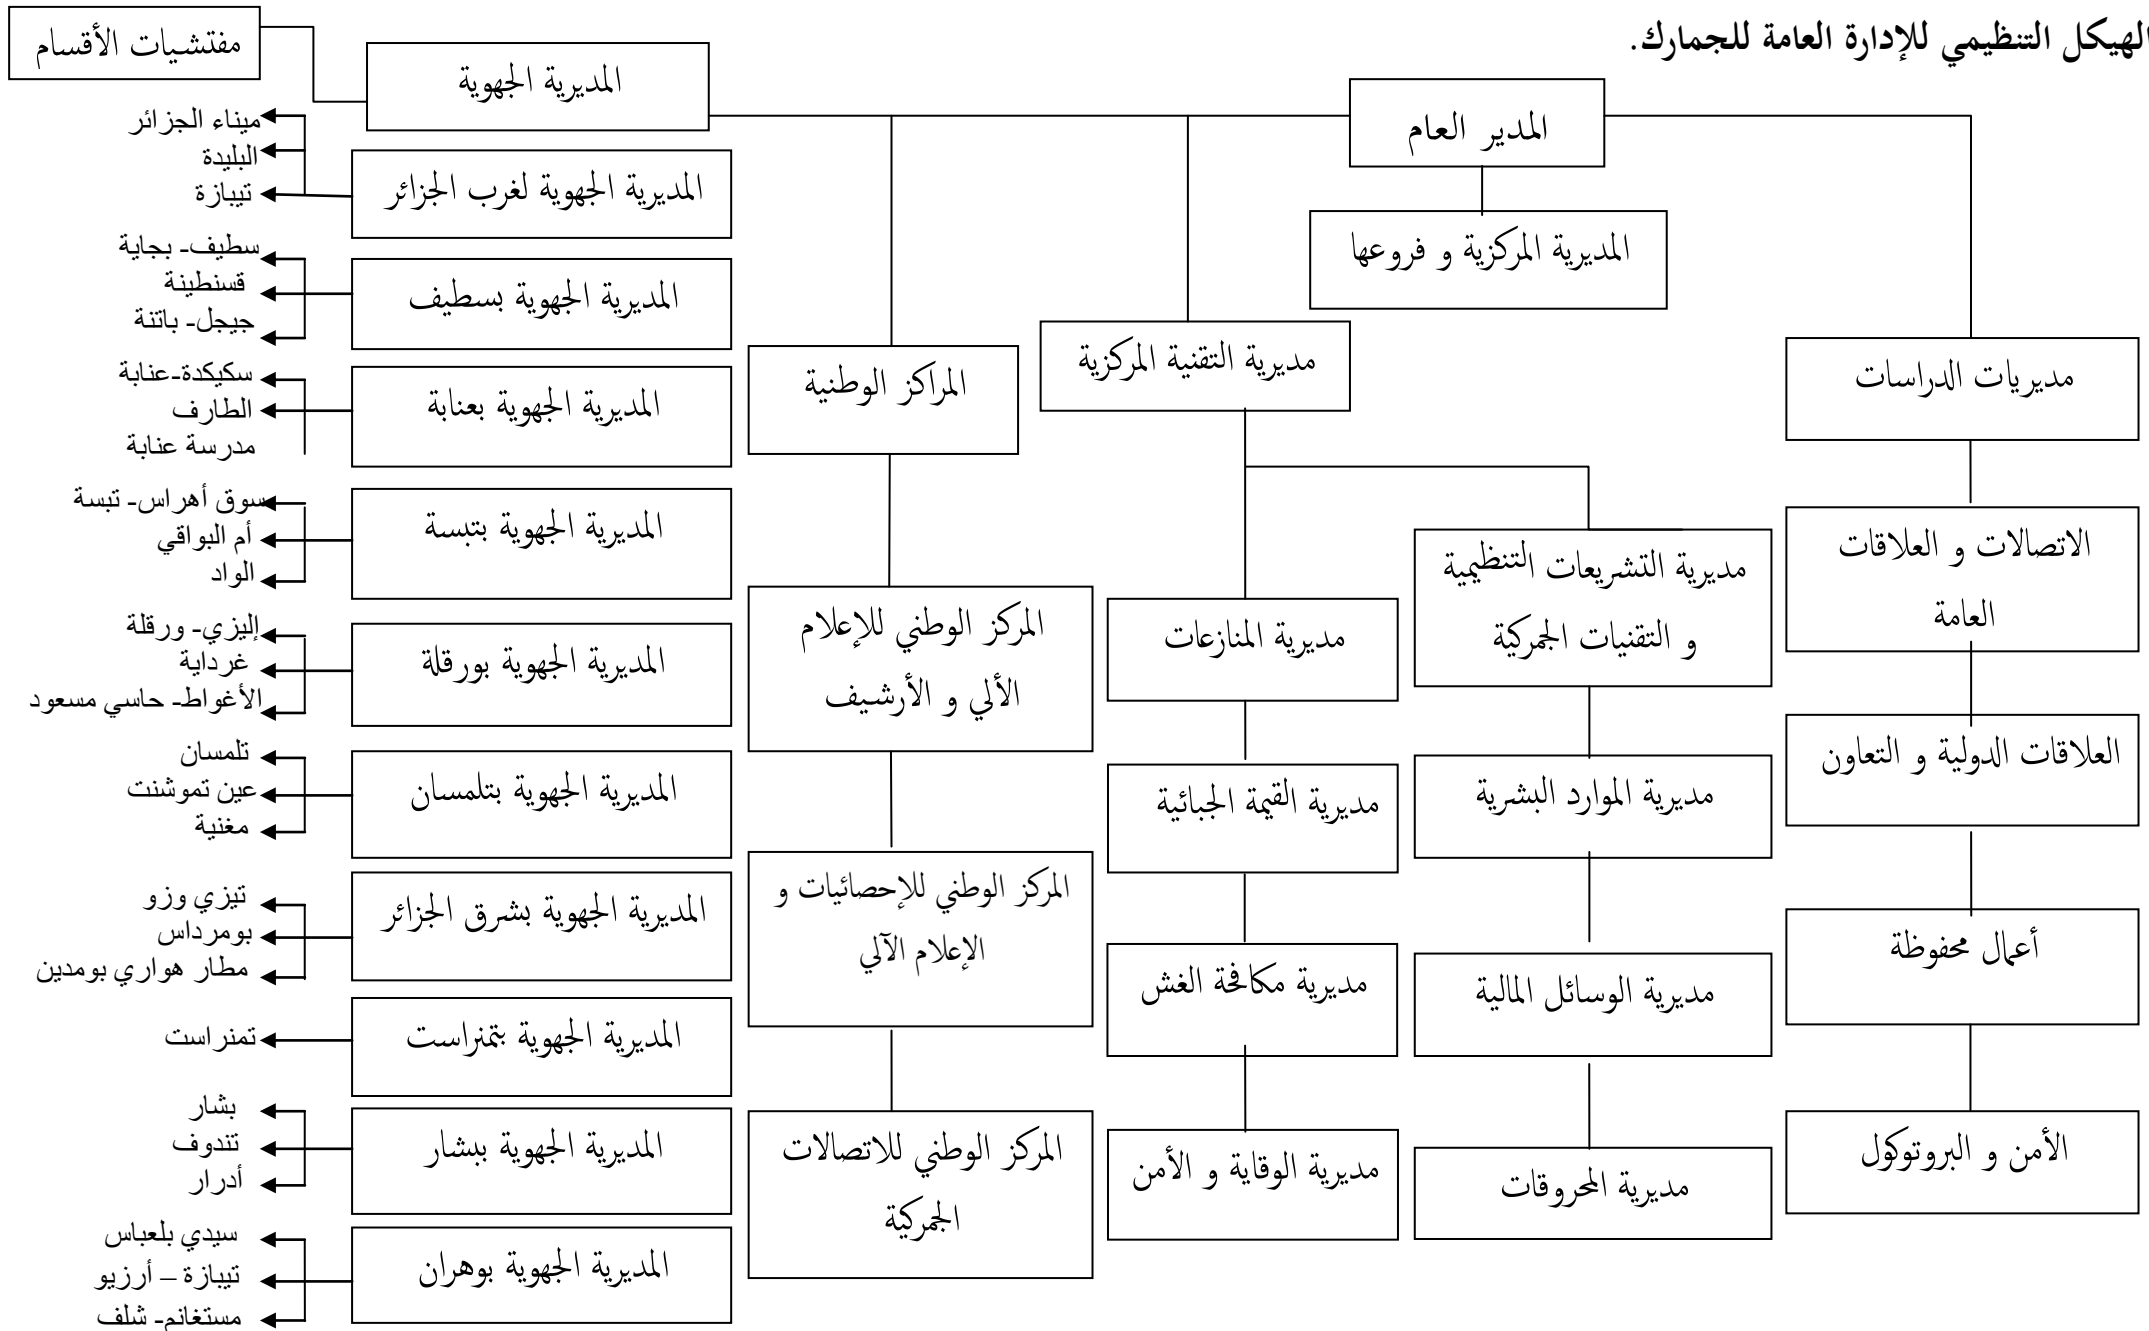 الهيكل التنظيمي للإدارة العامة للجمارك.
المدير العام
المديرية المركزية و فروعها
مديريات الدراسات
الاتصالات و العلاقات
العامة
العلاقات الدولية و التعاون
أعمال محفوظة
الأمن و البروتوكول
مديرية التقنية المركزية
مديرية التشريعات التنظيمية
و التقنيات الجمركية
مديرية الموارد البشرية
مديرية الوسائل المالية
مديرية المحروقات
مديرية المنازعات
مديرية القيمة الجبائية
مديرية مكافحة الغش
مديرية الوقاية و الأمن
المراكز الوطنية
المركز الوطني للإعلام
الألي و الأرشيف
المركز الوطني للإحصائيات و
الإعلام الآلي
المركز الوطني للاتصالات
الجمركية
المديرية الجهوية
مفتشيات الأقسام
المديرية الجهوية لغرب الجزائر
ميناء الجزائر
البليدة
تيبازة
المديرية الجهوية بسطيف
سطيف- بجاية
قسنطينة
جيجل- باتنة
المديرية الجهوية بعنابة
سكيكدة-عنابة
الطارف
مدرسة عنابة
المديرية الجهوية بتبسة
سوق أهراس- تبسة
أم البواقي
الواد
المديرية الجهوية بورقلة
إليزي- ورقلة
غرداية
الأغواط- حاسي مسعود
المديرية الجهوية بتلمسان
تلمسان
عين تموشنت
مغنية
المديرية الجهوية بشرق الجزائر
تيزي وزو
بومرداس
مطار هواري بومدين
المديرية الجهوية بتمنراست
تمنراست
المديرية الجهوية ببشار
بشار
تندوف
أدرار
المديرية الجهوية بوهران
سيدي بلعباس
تيبازة – أرزيو
مستغانم- شلف